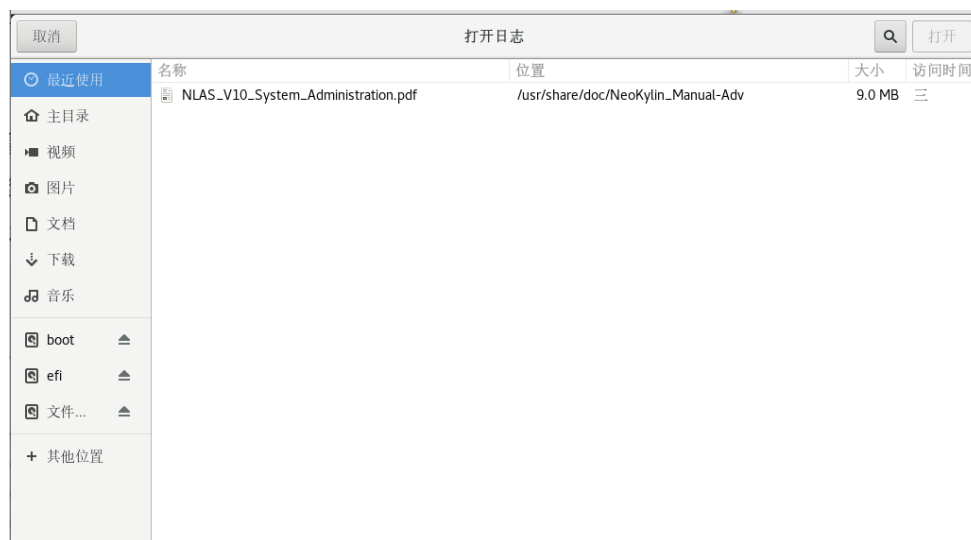 取消 打开日志 打开
最近使用
主目录
视频
图片
文档
下载
音乐
boot
efi
文件...
+ 其他位置
名称 位置 大小 访问时间
NLAS_V10_System_Administration.pdf /usr/share/doc/NeoKylin_Manual-Adv 9.0 MB 三